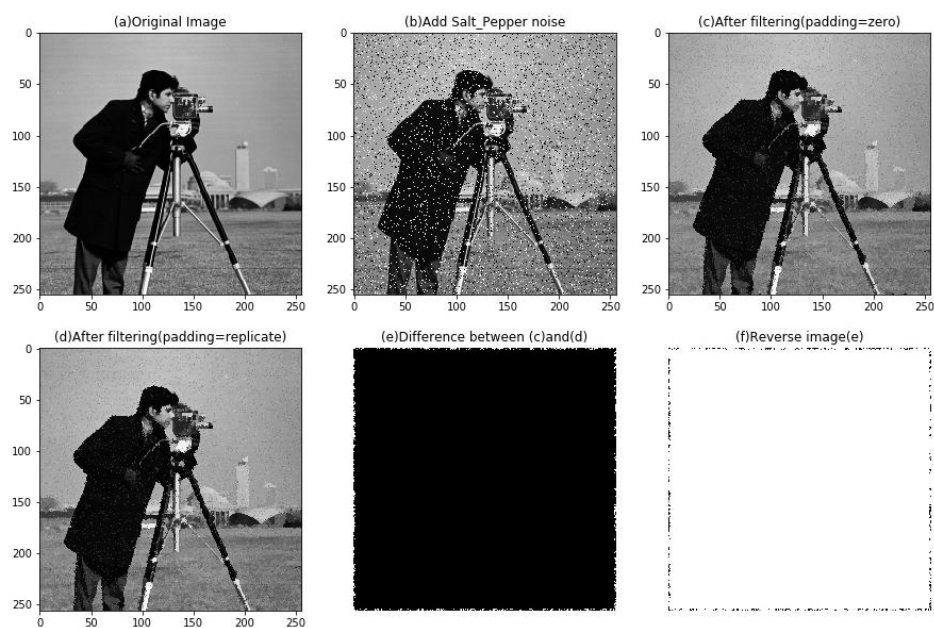 (a)Original Image
(b)Add Salt_Pepper noise
(c)After filtering(padding=zero)
0
50
100
150
200
250
0 50 100 150 200 250
0
50
100
150
200
250
0 50 100 150 200 250
0
50
100
150
200
250
0 50 100 150 200 250
(d)After filtering(padding=replicate)
(e)Difference between (c)and(d)
(f)Reverse image(e)
0
50
100
150
200
250
0 50 100 150 200 250